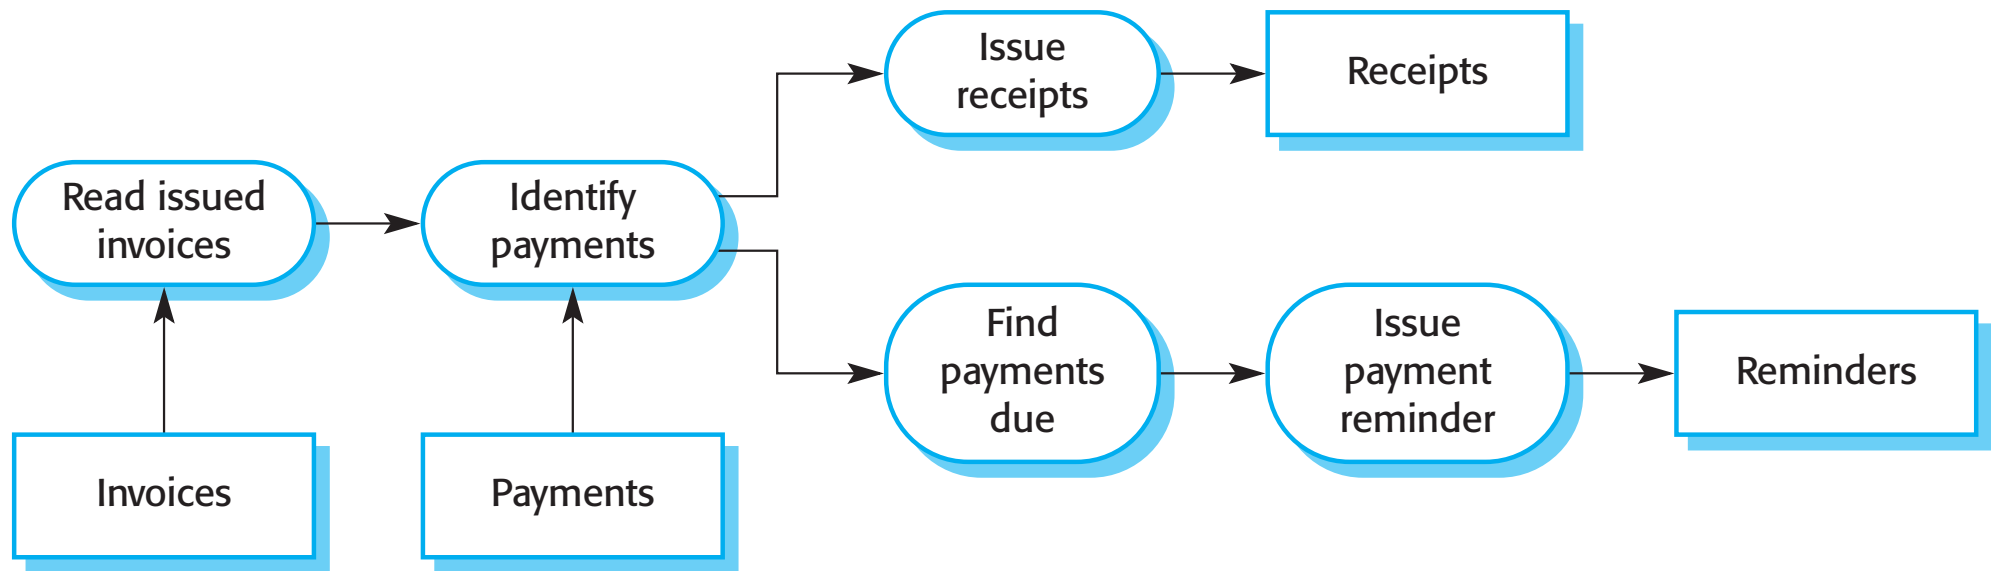 Issue
receipts
Receipts
Read issued
invoices
Identify
payments
Find
payments
due
Issue
payment
reminder
Reminders
Invoices
Payments